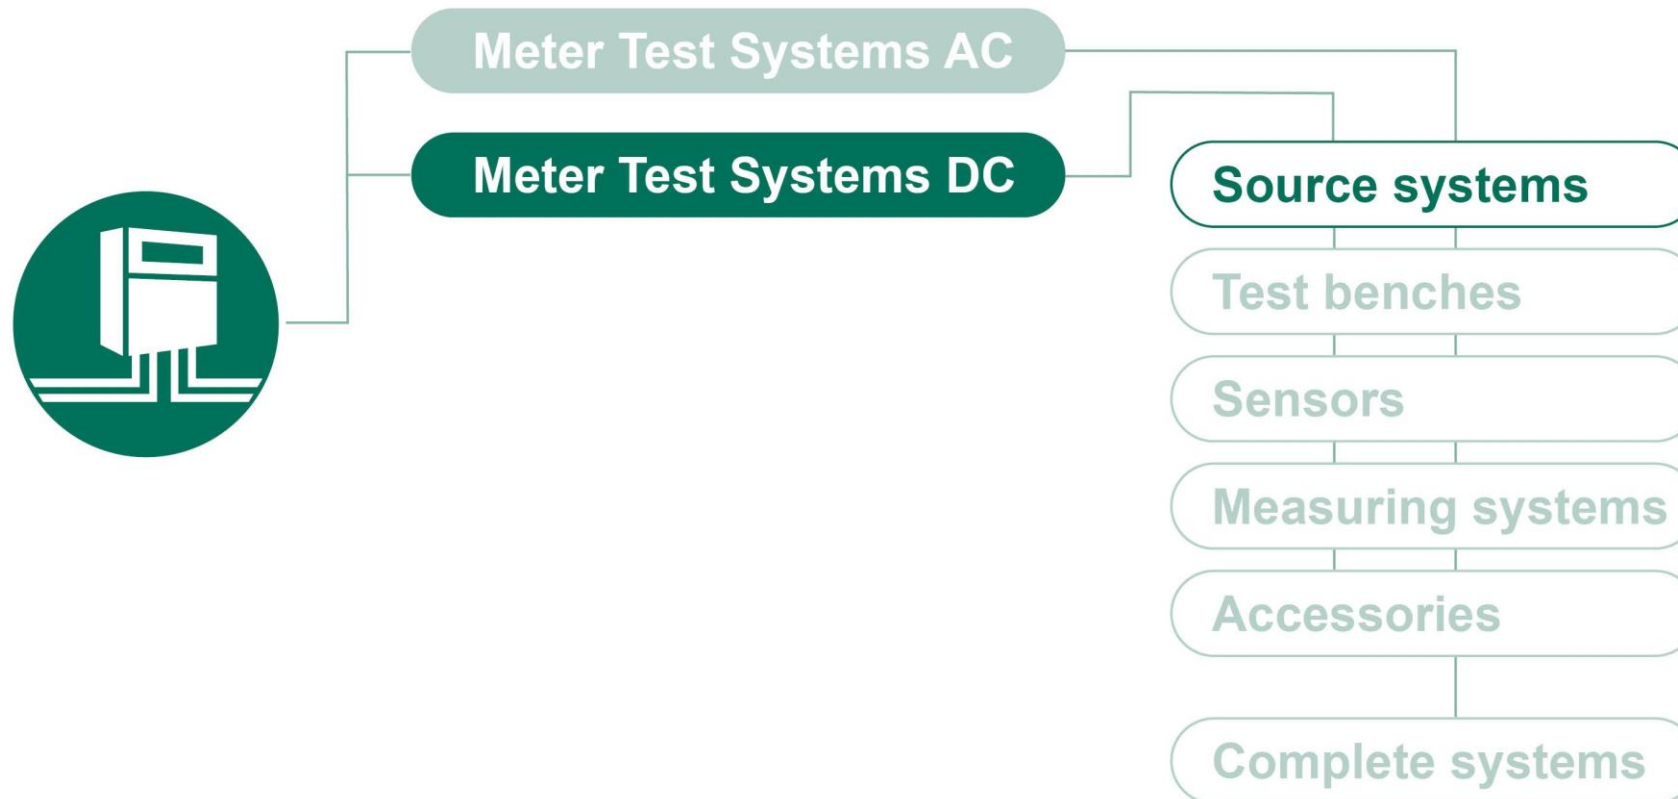 Meter Test Systems AC
Meter Test Systems DC
Source systems
Test benches
Sensors
Measuring systems
Accessories
Complete systems